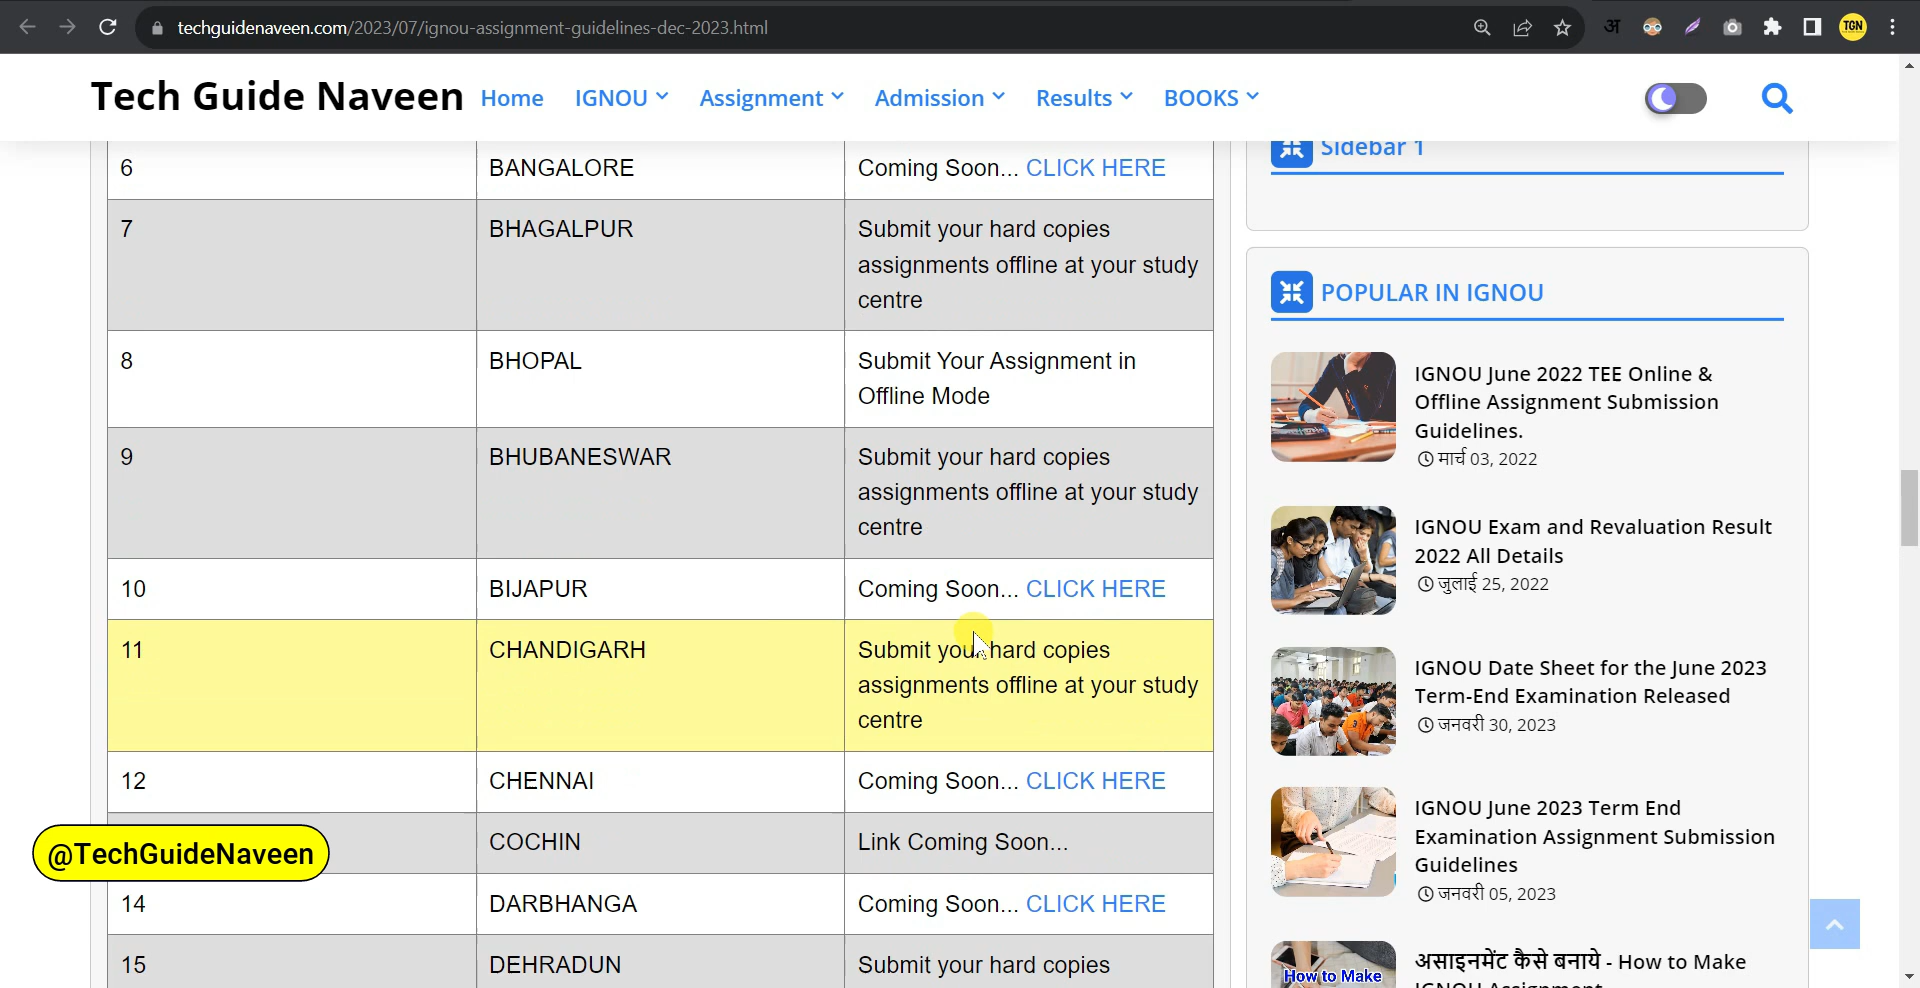 techguidenaveen.com/2023/07/ignou-assignment-guidelines-dec-2023.html
अ
TGN
Tech Guide Naveen
Home
IGNOU
Assignment
Admission
Results
BOOKS
6 BANGALORE Coming Soon... CLICK HERE
7 BHAGALPUR Submit your hard copies
assignments offline at your study
centre
8 BHOPAL Submit Your Assignment in
Offline Mode
9 BHUBANESWAR Submit your hard copies
assignments offline at your study
centre
10 BIJAPUR Coming Soon... CLICK HERE
11 CHANDIGARH Submit your hard copies
assignments offline at your study
centre
12 CHENNAI Coming Soon... CLICK HERE
COCHIN Link Coming Soon...
@TechGuideNaveen
14 DARBHANGA Coming Soon... CLICK HERE
15 DEHRADUN Submit your hard copies
Sidebar 1
POPULAR IN IGNOU
IGNOU June 2022 TEE Online &
Offline Assignment Submission
Guidelines.
मार्च 03, 2022
IGNOU Exam and Revaluation Result
2022 All Details
जुलाई 25, 2022
IGNOU Date Sheet for the June 2023
Term-End Examination Released
जनवरी 30, 2023
IGNOU June 2023 Term End
Examination Assignment Submission
Guidelines
जनवरी 05, 2023
How to Make
असाइनमेंट कैसे बनाये - How to Make
IGNOU Assignment